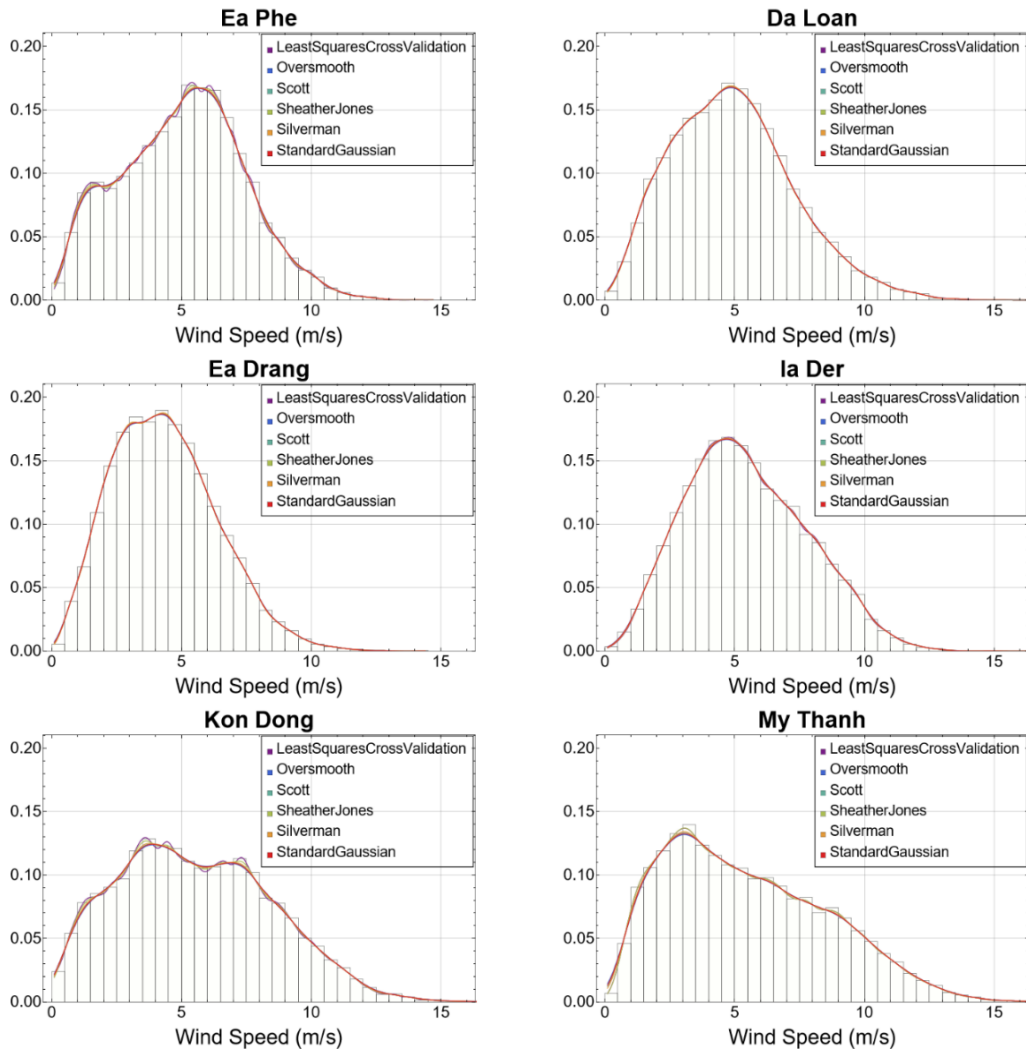 Ea Phe
0.20
0.15
0.10
0.05
0.00
LeastSquaresCrossValidation
Oversmooth
Scott
SheatherJones
Silverman
StandardGaussian
0 5 10 15
Wind Speed (m/s)
Da Loan
0.20
0.15
0.10
0.05
0.00
LeastSquaresCrossValidation
Oversmooth
Scott
SheatherJones
Silverman
StandardGaussian
0 5 10 15
Wind Speed (m/s)
Ea Drang
0.20
0.15
0.10
0.05
0.00
LeastSquaresCrossValidation
Oversmooth
Scott
SheatherJones
Silverman
StandardGaussian
0 5 10 15
Wind Speed (m/s)
Ia Der
0.20
0.15
0.10
0.05
0.00
LeastSquaresCrossValidation
Oversmooth
Scott
SheatherJones
Silverman
StandardGaussian
0 5 10 15
Wind Speed (m/s)
Kon Dong
0.20
0.15
0.10
0.05
0.00
LeastSquaresCrossValidation
Oversmooth
Scott
SheatherJones
Silverman
StandardGaussian
0 5 10 15
Wind Speed (m/s)
My Thanh
0.20
0.15
0.10
0.05
0.00
LeastSquaresCrossValidation
Oversmooth
Scott
SheatherJones
Silverman
StandardGaussian
0 5 10 15
Wind Speed (m/s)